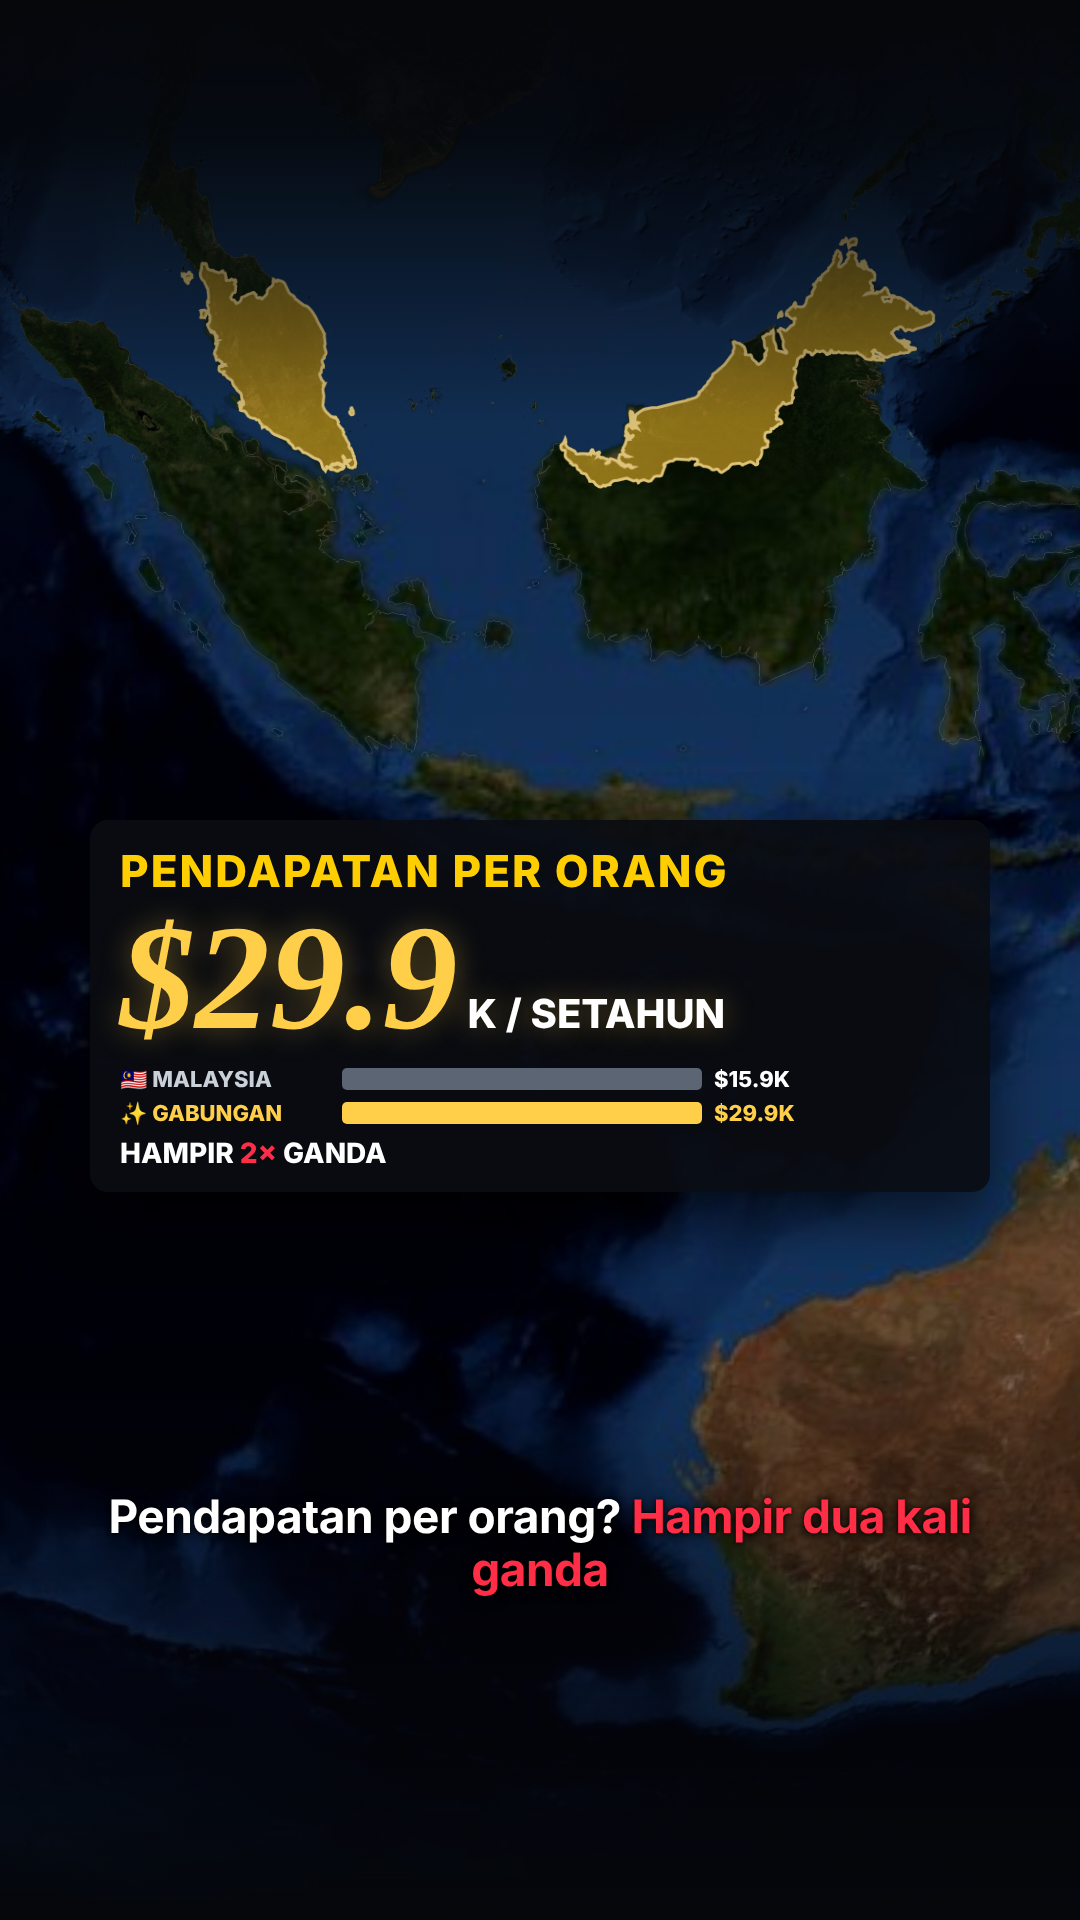 PENDAPATAN PER ORANG
$29.9 K / SETAHUN
🇲🇾 MALAYSIA $15.9K
✨ GABUNGAN $29.9K
HAMPIR 2× GANDA
Pendapatan per orang? Hampir dua kali
ganda